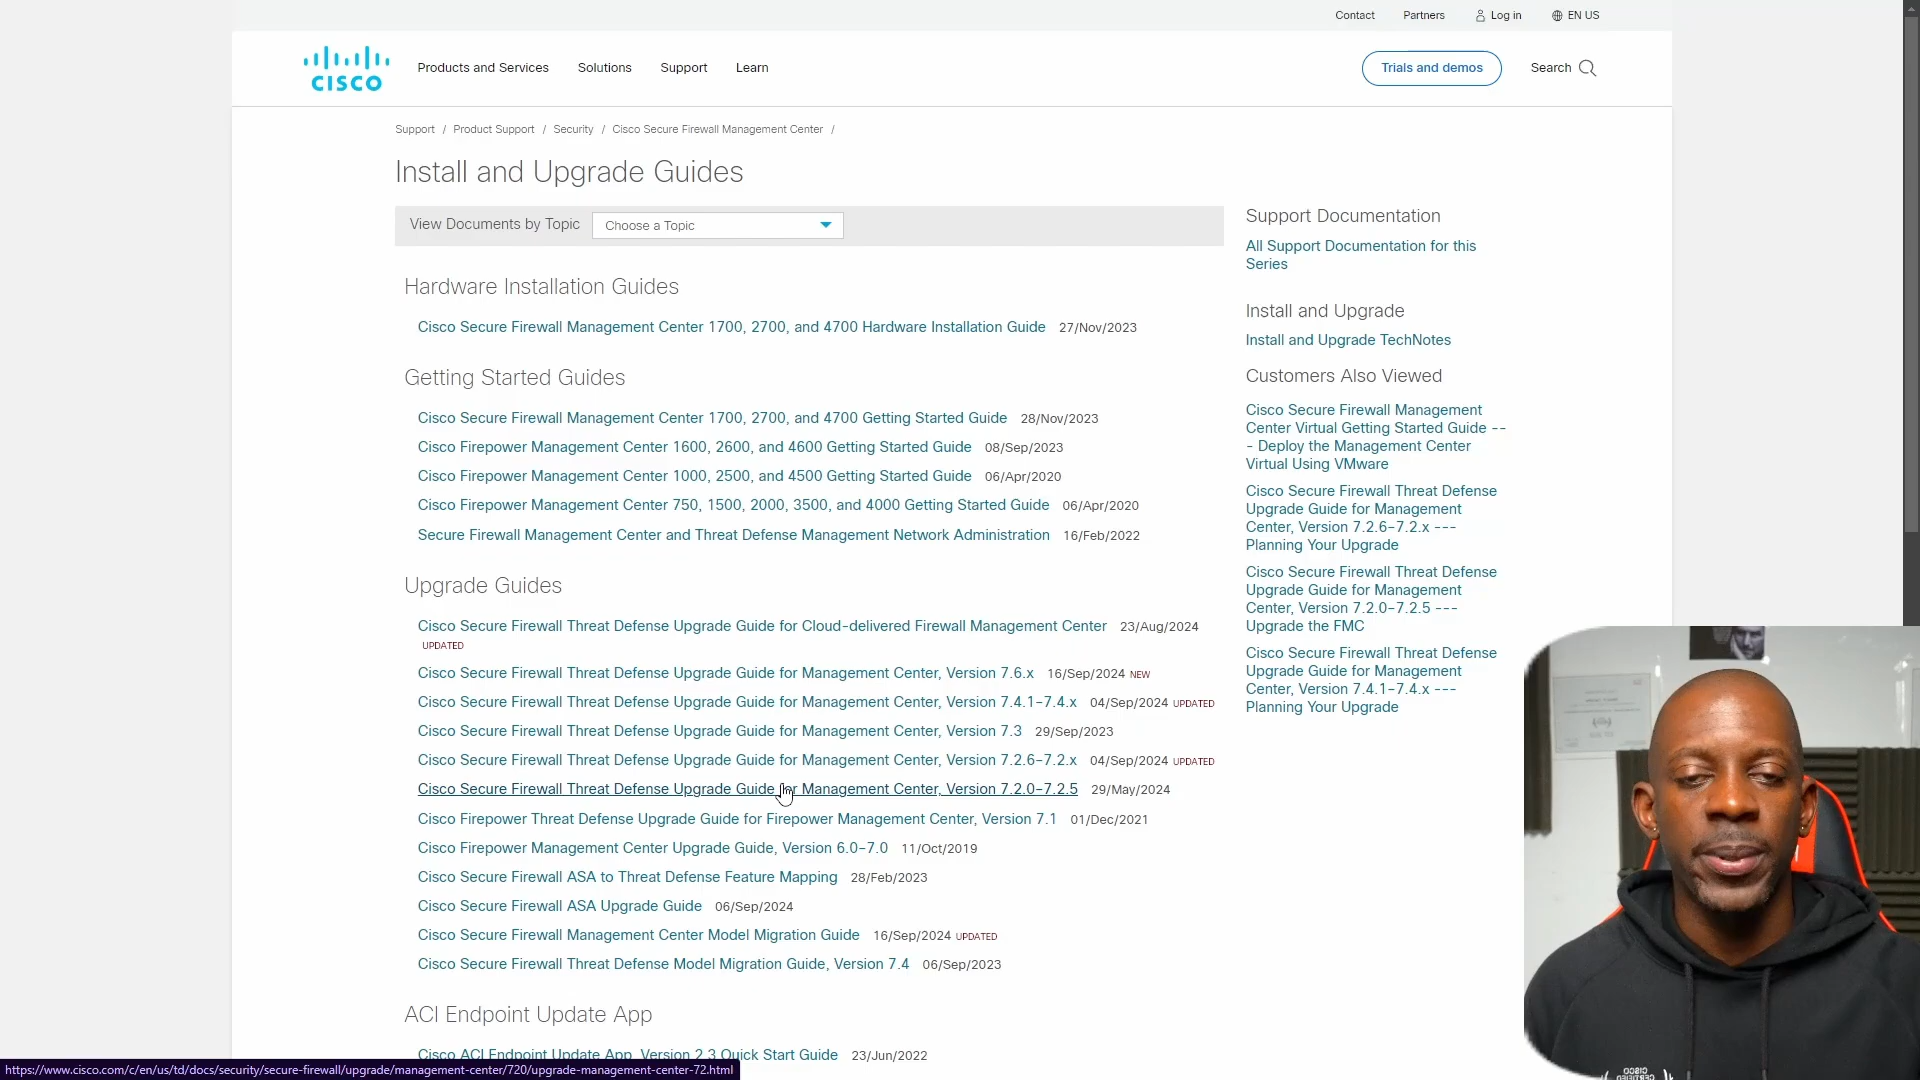 Contact Partners Log in EN US
CISCO
Products and Services Solutions Support Learn Trials and demos Search
Support / Product Support / Security / Cisco Secure Firewall Management Center /
Install and Upgrade Guides
View Documents by Topic Choose a Topic
Hardware Installation Guides
Cisco Secure Firewall Management Center 1700, 2700, and 4700 Hardware Installation Guide 27/Nov/2023
Getting Started Guides
Cisco Secure Firewall Management Center 1700, 2700, and 4700 Getting Started Guide 28/Nov/2023
Cisco Firepower Management Center 1600, 2600, and 4600 Getting Started Guide 08/Sep/2023
Cisco Firepower Management Center 1000, 2500, and 4500 Getting Started Guide 06/Apr/2020
Cisco Firepower Management Center 750, 1500, 2000, 3500, and 4000 Getting Started Guide 06/Apr/2020
Secure Firewall Management Center and Threat Defense Management Network Administration 16/Feb/2022
Upgrade Guides
Cisco Secure Firewall Threat Defense Upgrade Guide for Cloud-delivered Firewall Management Center 23/Aug/2024
UPDATED
Cisco Secure Firewall Threat Defense Upgrade Guide for Management Center, Version 7.6.x 16/Sep/2024 NEW
Cisco Secure Firewall Threat Defense Upgrade Guide for Management Center, Version 7.4.1-7.4.x 04/Sep/2024 UPDATED
Cisco Secure Firewall Threat Defense Upgrade Guide for Management Center, Version 7.3 29/Sep/2023
Cisco Secure Firewall Threat Defense Upgrade Guide for Management Center, Version 7.2.6-7.2.x 04/Sep/2024 UPDATED
Cisco Secure Firewall Threat Defense Upgrade Guide for Management Center, Version 7.2.0-7.2.5 29/May/2024
Cisco Firepower Threat Defense Upgrade Guide for Firepower Management Center, Version 7.1 01/Dec/2021
Cisco Firepower Management Center Upgrade Guide, Version 6.0-7.0 11/Oct/2019
Cisco Secure Firewall ASA to Threat Defense Feature Mapping 28/Feb/2023
Cisco Secure Firewall ASA Upgrade Guide 06/Sep/2024
Cisco Secure Firewall Management Center Model Migration Guide 16/Sep/2024 UPDATED
Cisco Secure Firewall Threat Defense Model Migration Guide, Version 7.4 06/Sep/2023
ACI Endpoint Update App
Cisco ACI Endpoint Update App, Version 2.3 Quick Start Guide 23/Jun/2022
https://www.cisco.com/c/en/us/td/docs/security/secure-firewall/upgrade/management-center/720/upgrade-management-center-72.html
Support Documentation
All Support Documentation for this
Series
Install and Upgrade
Install and Upgrade TechNotes
Customers Also Viewed
Cisco Secure Firewall Management
Center Virtual Getting Started Guide --
- Deploy the Management Center
Virtual Using VMware
Cisco Secure Firewall Threat Defense
Upgrade Guide for Management
Center, Version 7.2.6-7.2.x ---
Planning Your Upgrade
Cisco Secure Firewall Threat Defense
Upgrade Guide for Management
Center, Version 7.2.0-7.2.5 ---
Upgrade the FMC
Cisco Secure Firewall Threat Defense
Upgrade Guide for Management
Center, Version 7.4.1-7.4.x ---
Planning Your Upgrade